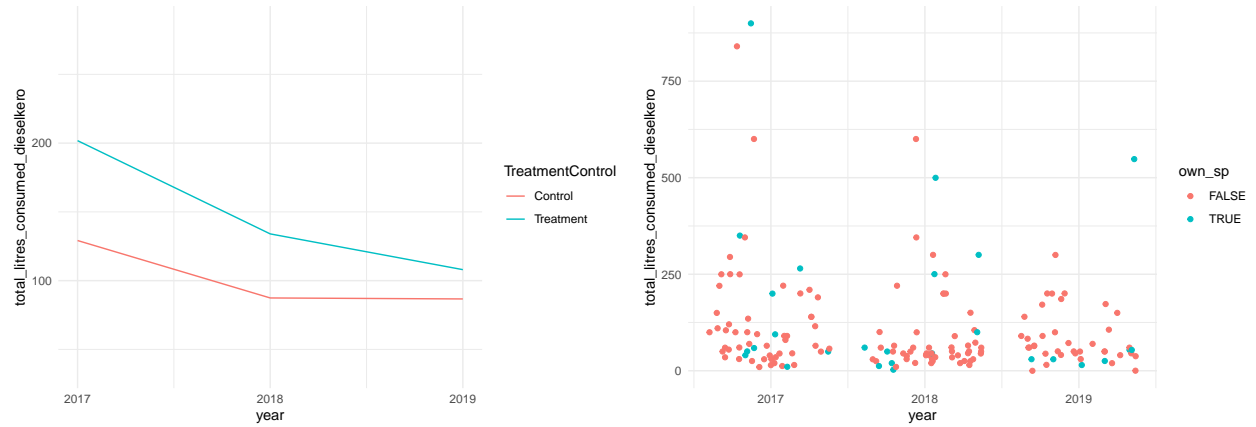 total_litres_consumed_dieselkero
200
100
2017
2018
2019
year
TreatmentControl
Control
Treatment
total_litres_consumed_dieselkero
750
500
250
0
2017
2018
2019
year
own_sp
FALSE
TRUE